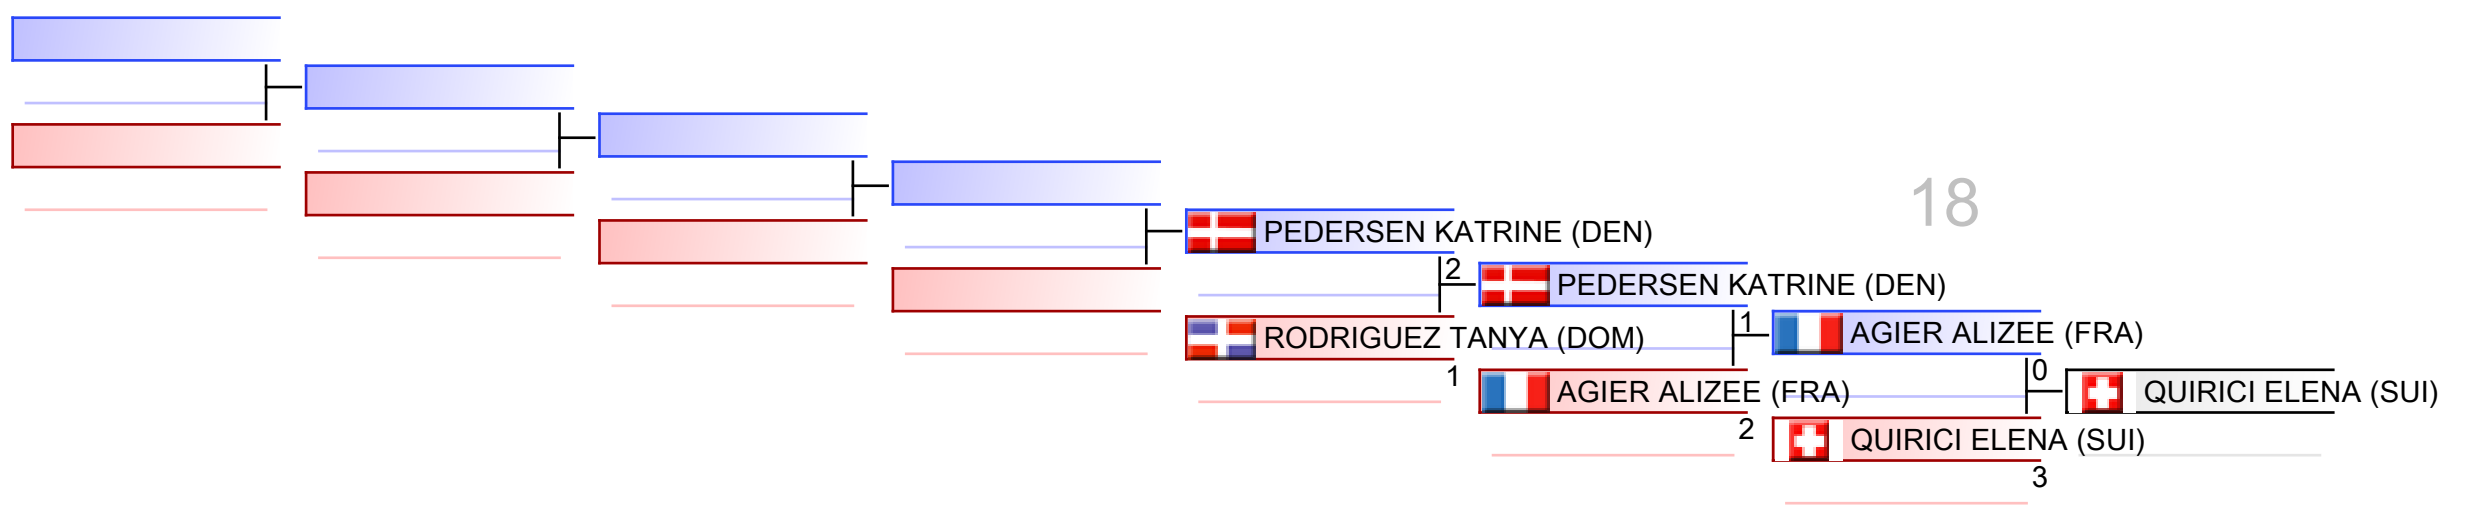 18
PEDERSEN KATRINE (DEN)
2
PEDERSEN KATRINE (DEN)
RODRIGUEZ TANYA (DOM)
1
1
AGIER ALIZEE (FRA)
AGIER ALIZEE (FRA)
2
0
QUIRICI ELENA (SUI)
QUIRICI ELENA (SUI)
3